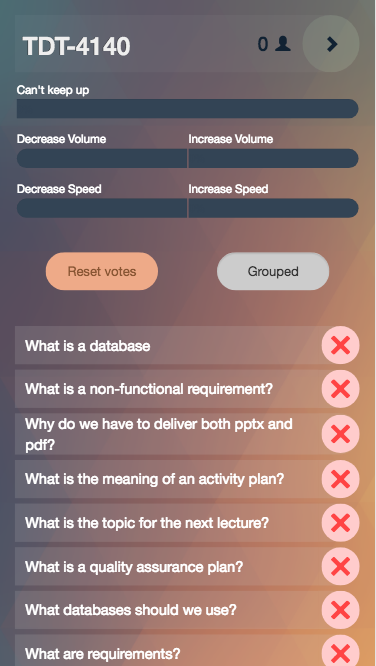 TDT-4140
0
Can't keep up
Decrease Volume Increase Volume
Decrease Speed Increase Speed
Reset votes Grouped
What is a database
What is a non-functional requirement?
Why do we have to deliver both pptx and
pdf?
What is the meaning of an activity plan?
What is the topic for the next lecture?
What is a quality assurance plan?
What databases should we use?
What are requirements?